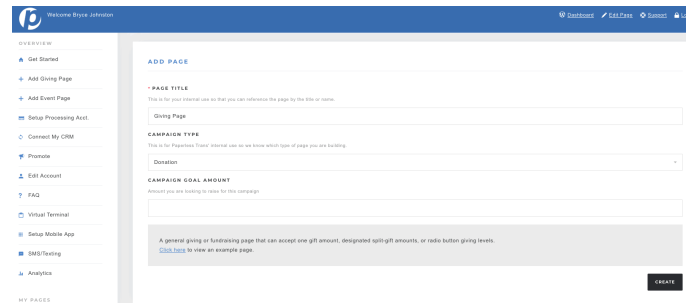 Welcome Bryce Johnston
Dashboard
Edit Page
Support
OVERVIEW
Get Started
Add Giving Page
Add Event Page
Setup Processing Acct.
Connect My CRM
Promote
Edit Account
? FAQ
Virtual Terminal
Setup Mobile App
SMS/Texting
Analytics
MY PAGES
ADD PAGE
* PAGE TITLE
This is for your internal use so that you can reference the page by the title or name.
Giving Page
CAMPAIGN TYPE
This is for Paperless Trans' internal use so we know which type of page you are building
Donation
CAMPAIGN GOAL AMOUNT
Amount you are looking to raise for this campaign
A general giving or fundraising page that can accept one gift amount, designated split-gift amounts, or radio button giving levels.
Click here to view an example page.
CREATE